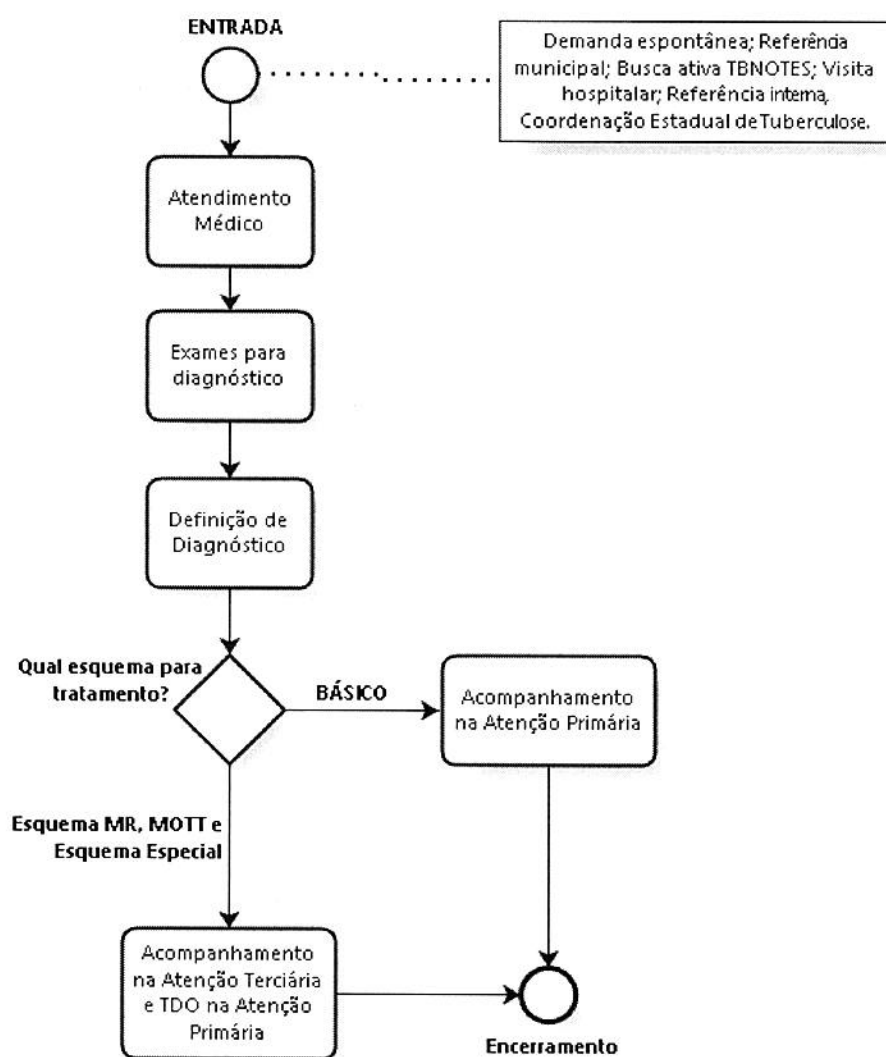 ENTRADA
Demanda espontânea; Referência
municipal; Busca ativa TBNOTES; Visita
hospitalar; Referência interna,
Coordenação Estadual de Tuberculose.
Atendimento
Médico
Exames para
diagnóstico
Definição de
Diagnóstico
Qual esquema para
tratamento?
BÁSICO
Acompanhamento
na Atenção Primária
Esquema MR, MOTT e
Esquema Especial
Acompanhamento
na Atenção Terciária
e TDO na Atenção
Primária
Encerramento